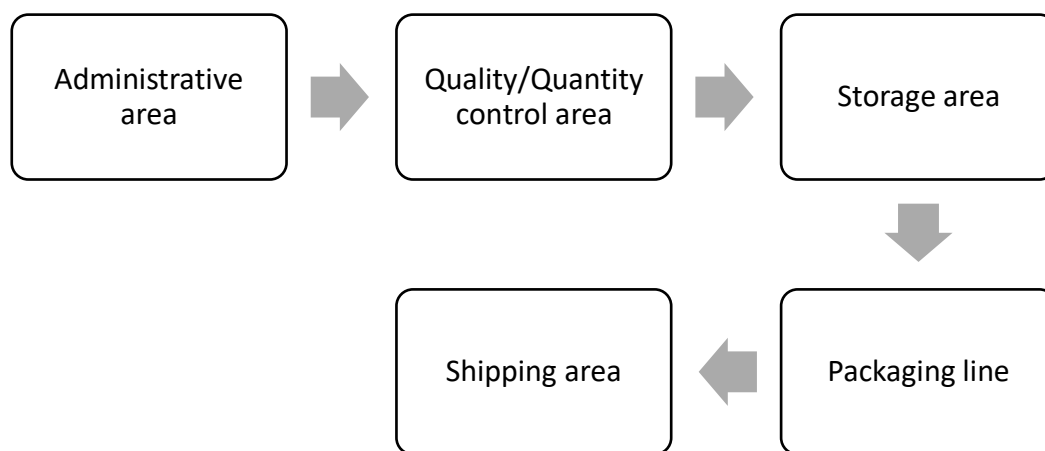 Administrative
area
Quality/Quantity
control area
Storage area
Packaging line
Shipping area